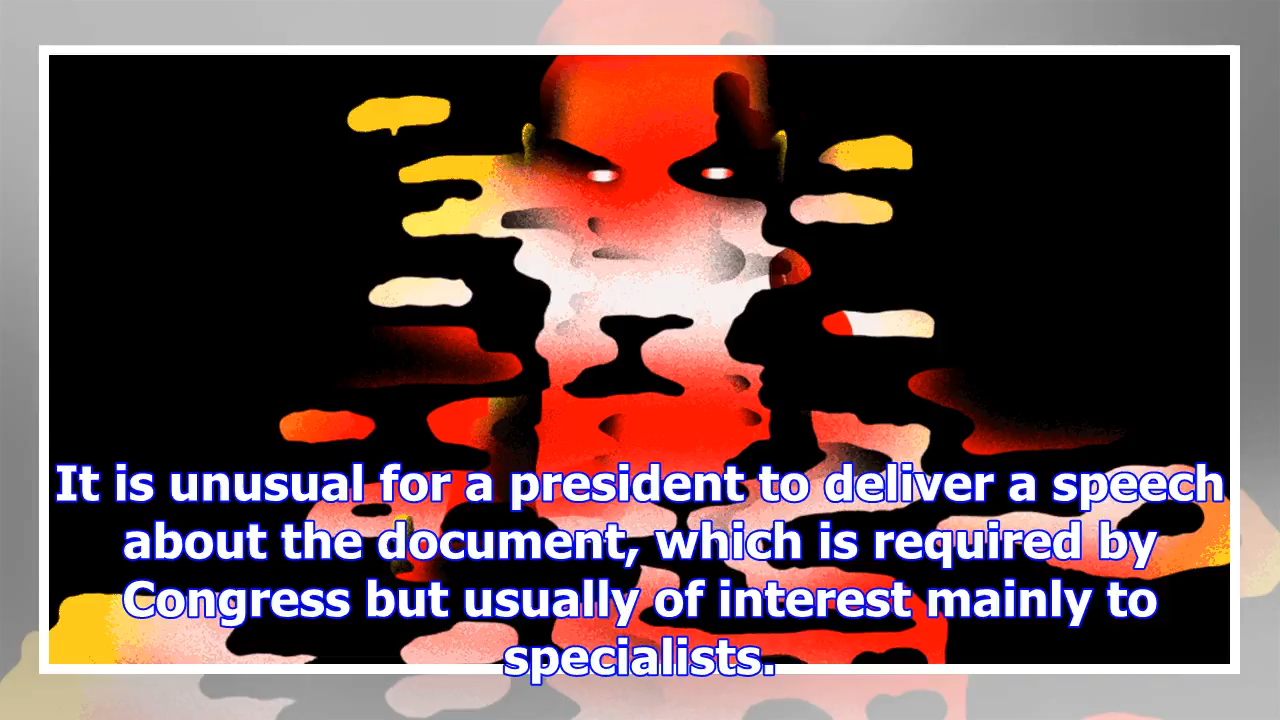 It is unusual for a president to deliver a speech
about the document, which is required by
Congress but usually of interest mainly to
specialists.